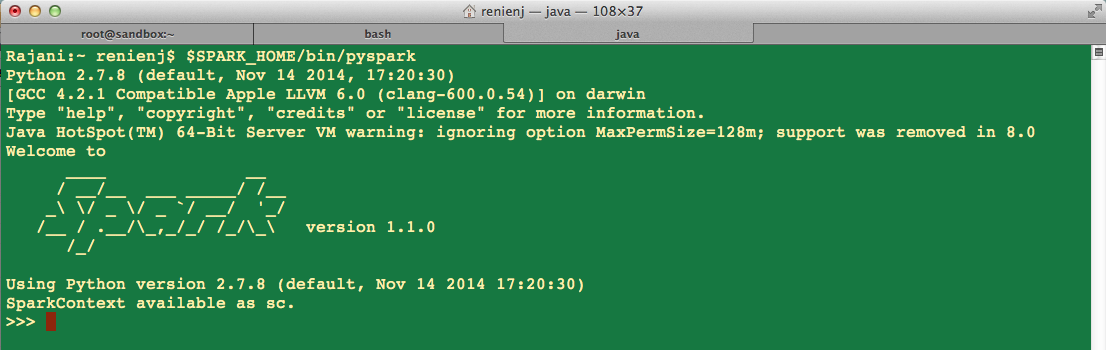 renienj — java — 108×37
root@sandbox:~ bash java
Rajani:~ renienj$ $SPARK_HOME/bin/pyspark
Python 2.7.8 (default, Nov 14 2014, 17:20:30)
[GCC 4.2.1 Compatible Apple LLVM 6.0 (clang-600.0.54)] on darwin
Type "help", "copyright", "credits" or "license" for more information.
Java HotSpot(TM) 64-Bit Server VM warning: ignoring option MaxPermSize=128m; support was removed in 8.0
Welcome to
      ____              __
     / __/__  ___ _____/ /__
    _\ \/ _ \/ _ `/ __/  '_/
   /__ / .__/\_,_/_/ /_/\_\   version 1.1.0
      /_/
Using Python version 2.7.8 (default, Nov 14 2014 17:20:30)
SparkContext available as sc.
>>>